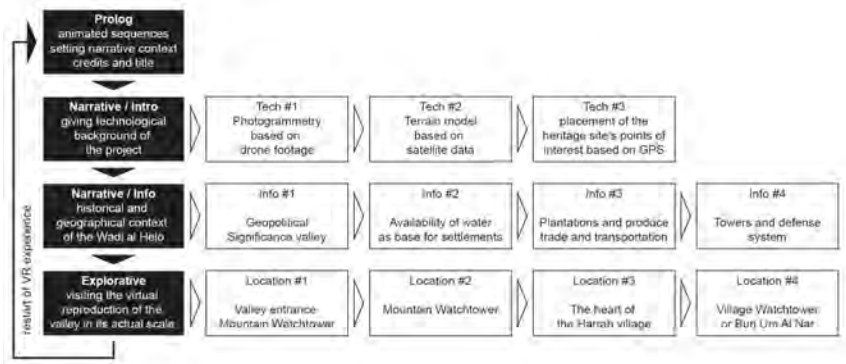 Prolog
animated sequences
setting narrative context
credits and title
Narrative / Intro
giving technological
background of
the project
Tech #1
Photogrammetry
based on
drone footage
Tech #2
Terrain model
based on
satellite data
Tech #3
placement of the
heritage site's points of
interest based on GPS
Narrative / Info
historical and
geographical context
of the Wadi al Helo
Info #1
Geopolitical
Significance valley
Info #2
Availability of water
as base for settlements
Info #3
Plantations and produce
trade and transportation
Info #4
Towers and defense
system
Explorative
visiting the virtual
reproduction of the
valley in its actual scale
Location #1
Valley entrance
Mountain Watchtower
Location #2
Mountain Watchtower
Location #3
The heart
of the Harrah village
Location #4
Village Watchtower
or Burj Um Al Nar
restart of VR experience